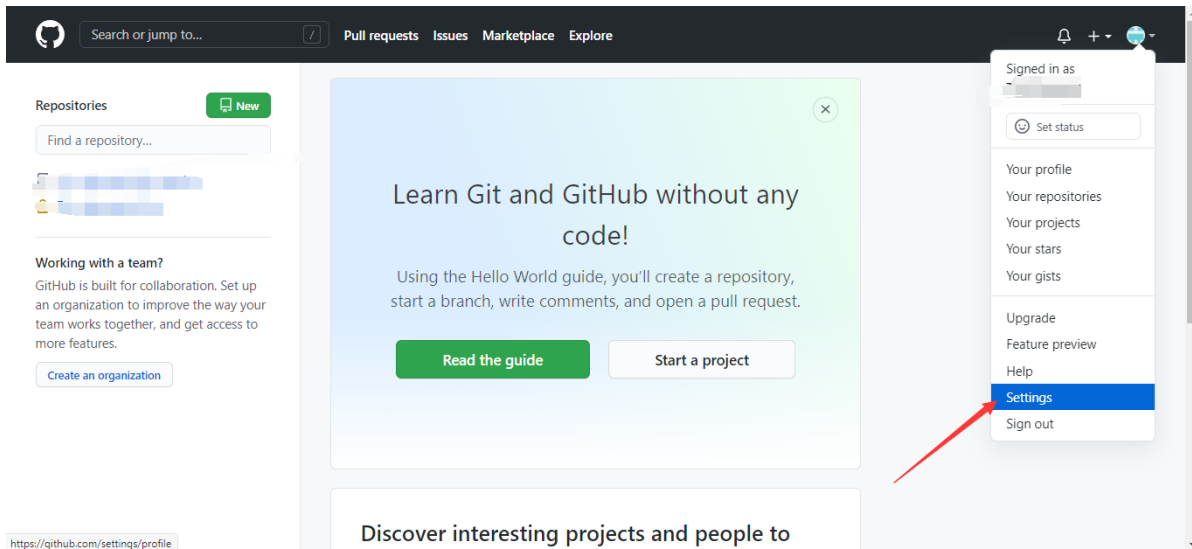 Search or jump to...
/
Pull requests Issues Marketplace Explore
Repositories
New
Find a repository...
Working with a team?
GitHub is built for collaboration. Set up
an organization to improve the way your
team works together, and get access to
more features.
Create an organization
Learn Git and GitHub without any
code!
Using the Hello World guide, you'll create a repository,
start a branch, write comments, and open a pull request.
Read the guide
Start a project
Discover interesting projects and people to
Signed in as
Set status
Your profile
Your repositories
Your projects
Your stars
Your gists
Upgrade
Feature preview
Help
Settings
Sign out
https://github.com/settings/profile